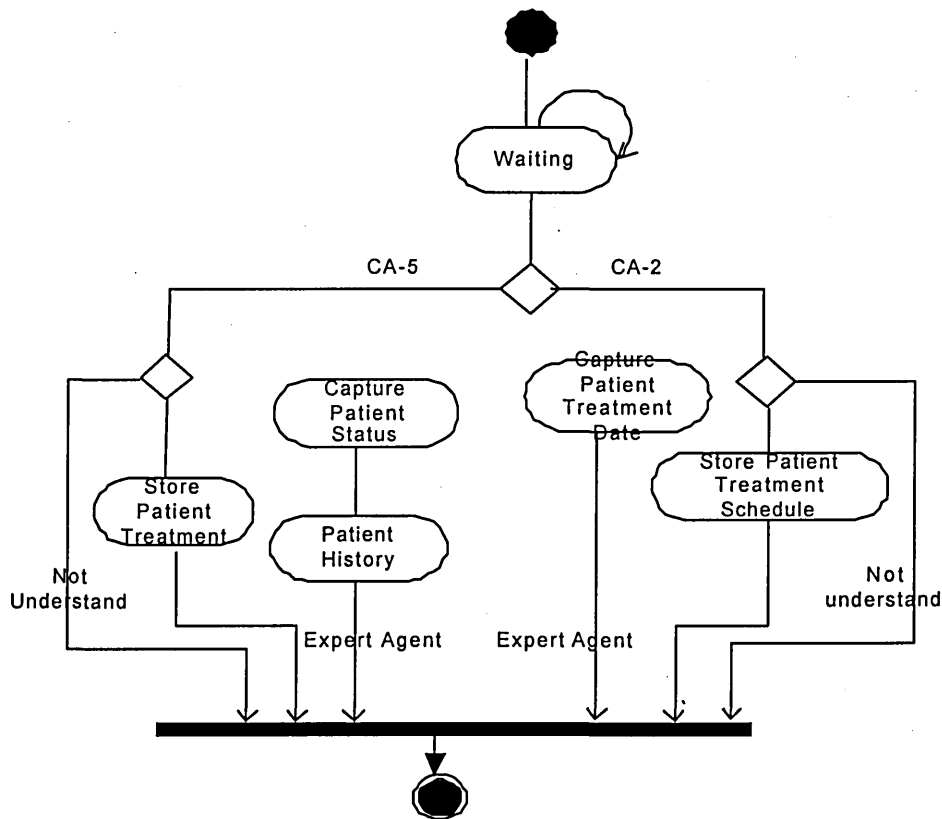 Waiting
CA-5
CA-2
Capture
Patient
Status
Capture
Patient
Treatment
Date
Store
Patient
Treatment
Store Patient
Treatment
Schedule
Patient
History
Not
Understand
Not
understand
Expert Agent
Expert Agent